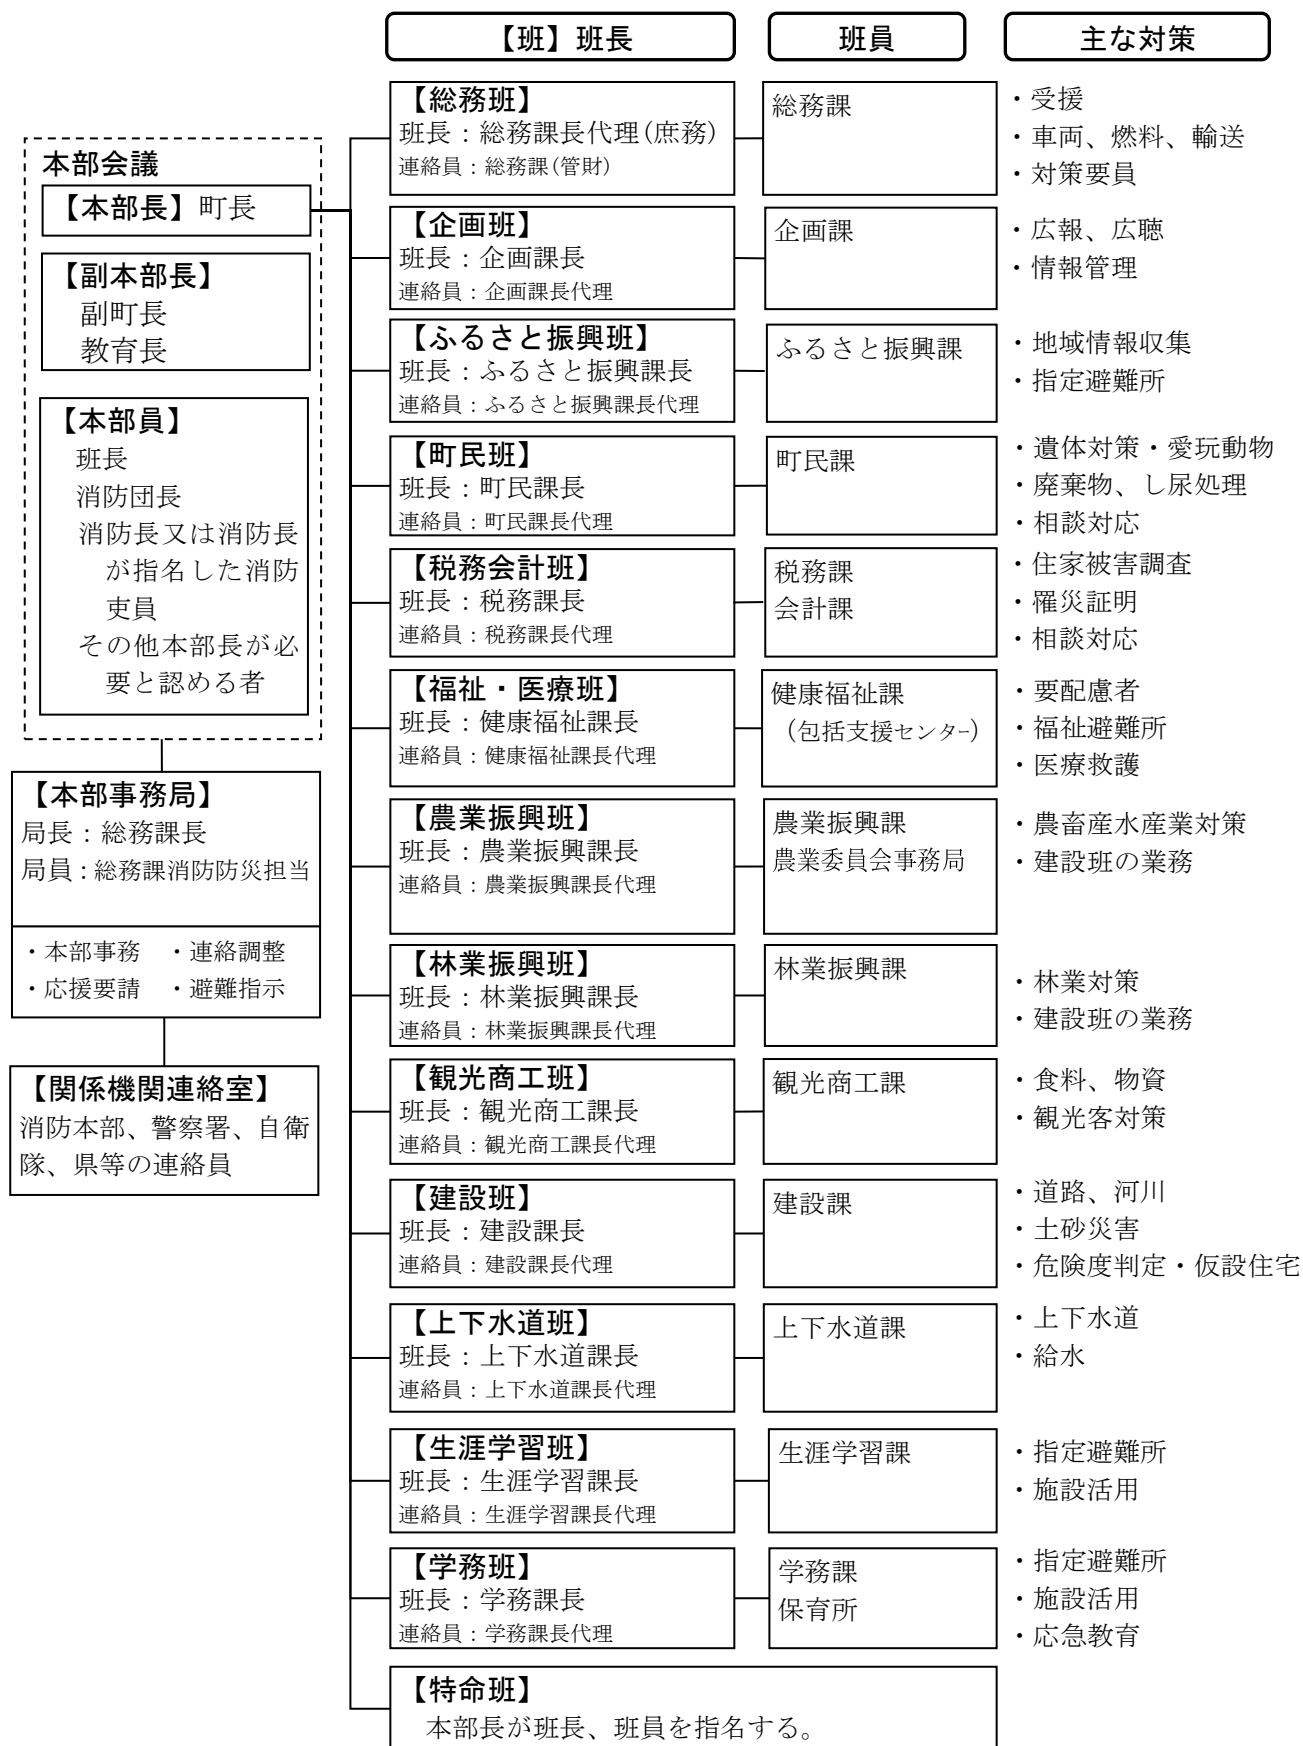 【班】班長
班員
主な対策
本部会議
【本部長】町長
【副本部長】
副町長
教育長
【本部員】
班長
消防団長
消防長又は消防長
が指名した消防
吏員
その他本部長が必
要と認める者
【本部事務局】
局長：総務課長
局員：総務課消防防災担当
・本部事務　・連絡調整
・応援要請　・避難指示
【関係機関連絡室】
消防本部、警察署、自衛
隊、県等の連絡員
【総務班】
班長：総務課長代理(庶務)
連絡員：総務課(管財)
総務課
・受援
・車両、燃料、輸送
・対策要員
【企画班】
班長：企画課長
連絡員：企画課長代理
企画課
・広報、広聴
・情報管理
【ふるさと振興班】
班長：ふるさと振興課長
連絡員：ふるさと振興課長代理
ふるさと振興課
・地域情報収集
・指定避難所
【町民班】
班長：町民課長
連絡員：町民課長代理
町民課
・遺体対策・愛玩動物
・廃棄物、し尿処理
・相談対応
【税務会計班】
班長：税務課長
連絡員：税務課長代理
税務課
会計課
・住家被害調査
・罹災証明
・相談対応
【福祉・医療班】
班長：健康福祉課長
連絡員：健康福祉課長代理
健康福祉課
（包括支援センター）
・要配慮者
・福祉避難所
・医療救護
【農業振興班】
班長：農業振興課長
連絡員：農業振興課長代理
農業振興課
農業委員会事務局
・農畜産水産業対策
・建設班の業務
【林業振興班】
班長：林業振興課長
連絡員：林業振興課長代理
林業振興課
・林業対策
・建設班の業務
【観光商工班】
班長：観光商工課長
連絡員：観光商工課長代理
観光商工課
・食料、物資
・観光客対策
【建設班】
班長：建設課長
連絡員：建設課長代理
建設課
・道路、河川
・土砂災害
・危険度判定・仮設住宅
【上下水道班】
班長：上下水道課長
連絡員：上下水道課長代理
上下水道課
・上下水道
・給水
【生涯学習班】
班長：生涯学習課長
連絡員：生涯学習課長代理
生涯学習課
・指定避難所
・施設活用
【学務班】
班長：学務課長
連絡員：学務課長代理
学務課
保育所
・指定避難所
・施設活用
・応急教育
【特命班】
本部長が班長、班員を指名する。